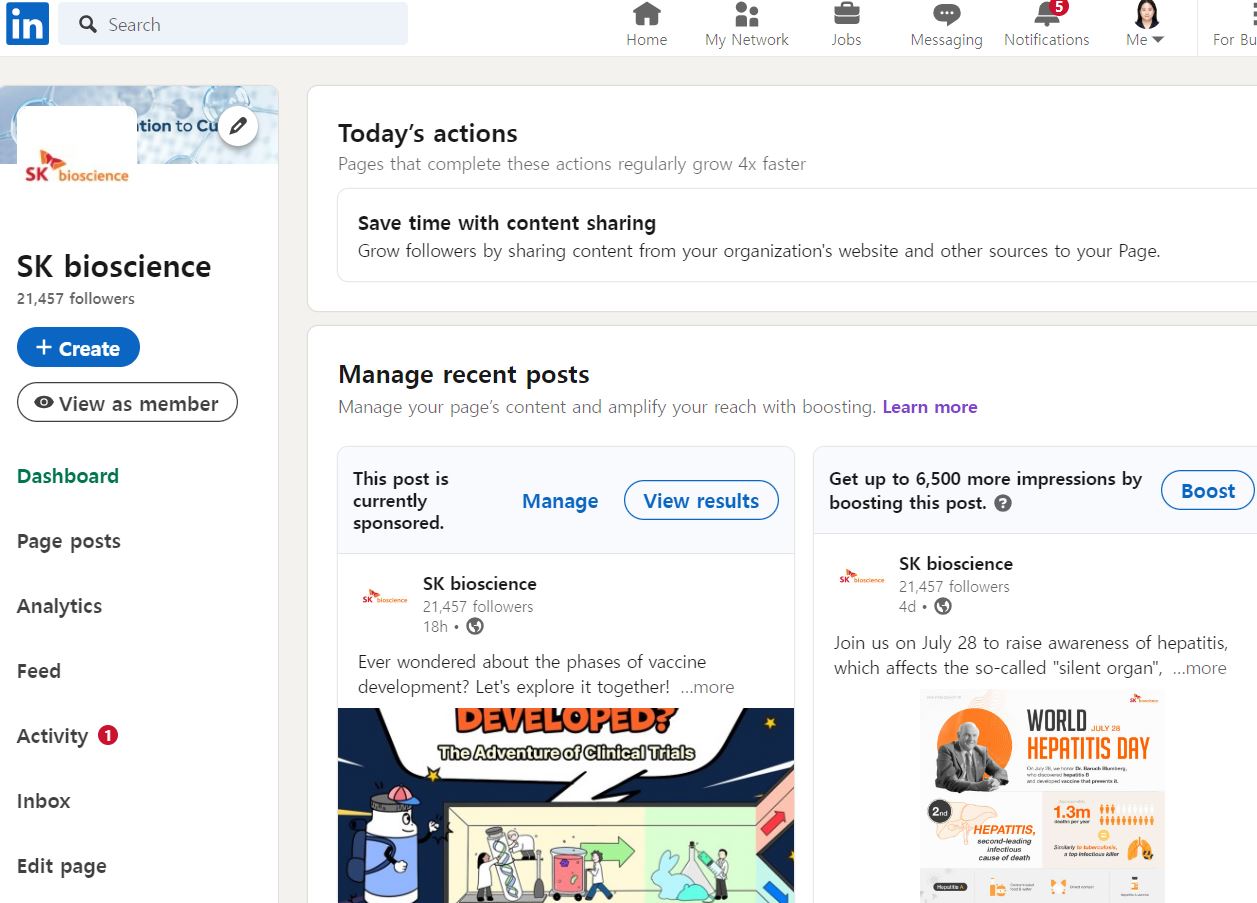 in
Search
Home
My Network
Jobs
Messaging
5
Notifications
Me
For Bu
tion to Cu
SK bioscience
SK bioscience
21,457 followers
+ Create
View as member
Dashboard
Page posts
Analytics
Feed
Activity 1
Inbox
Edit page
Today’s actions
Pages that complete these actions regularly grow 4x faster
Save time with content sharing
Grow followers by sharing content from your organization's website and other sources to your Page.
Manage recent posts
Manage your page’s content and amplify your reach with boosting. Learn more
This post is
currently
sponsored.
Manage
View results
SK bioscience
SK bioscience
21,457 followers
18h •
Ever wondered about the phases of vaccine
development? Let's explore it together! ...more
DEVELOPED?
The Adventure of Clinical Trials
Get up to 6,500 more impressions by
boosting this post. ?
Boost
SK bioscience
SK bioscience
21,457 followers
4d •
Join us on July 28 to raise awareness of hepatitis,
which affects the so-called "silent organ", ...more
SK bioscience
WORLD JULY 28
HEPATITIS DAY
On July 28, we honor Dr. Baruch Blumberg,
who discovered hepatitis B
and developed vaccine that prevents it.
2nd
HEPATITIS,
second-leading
infectious
cause of death
1.3m
deaths per year
Similarly to tuberculosis,
a top infectious killer
Hepatitis A